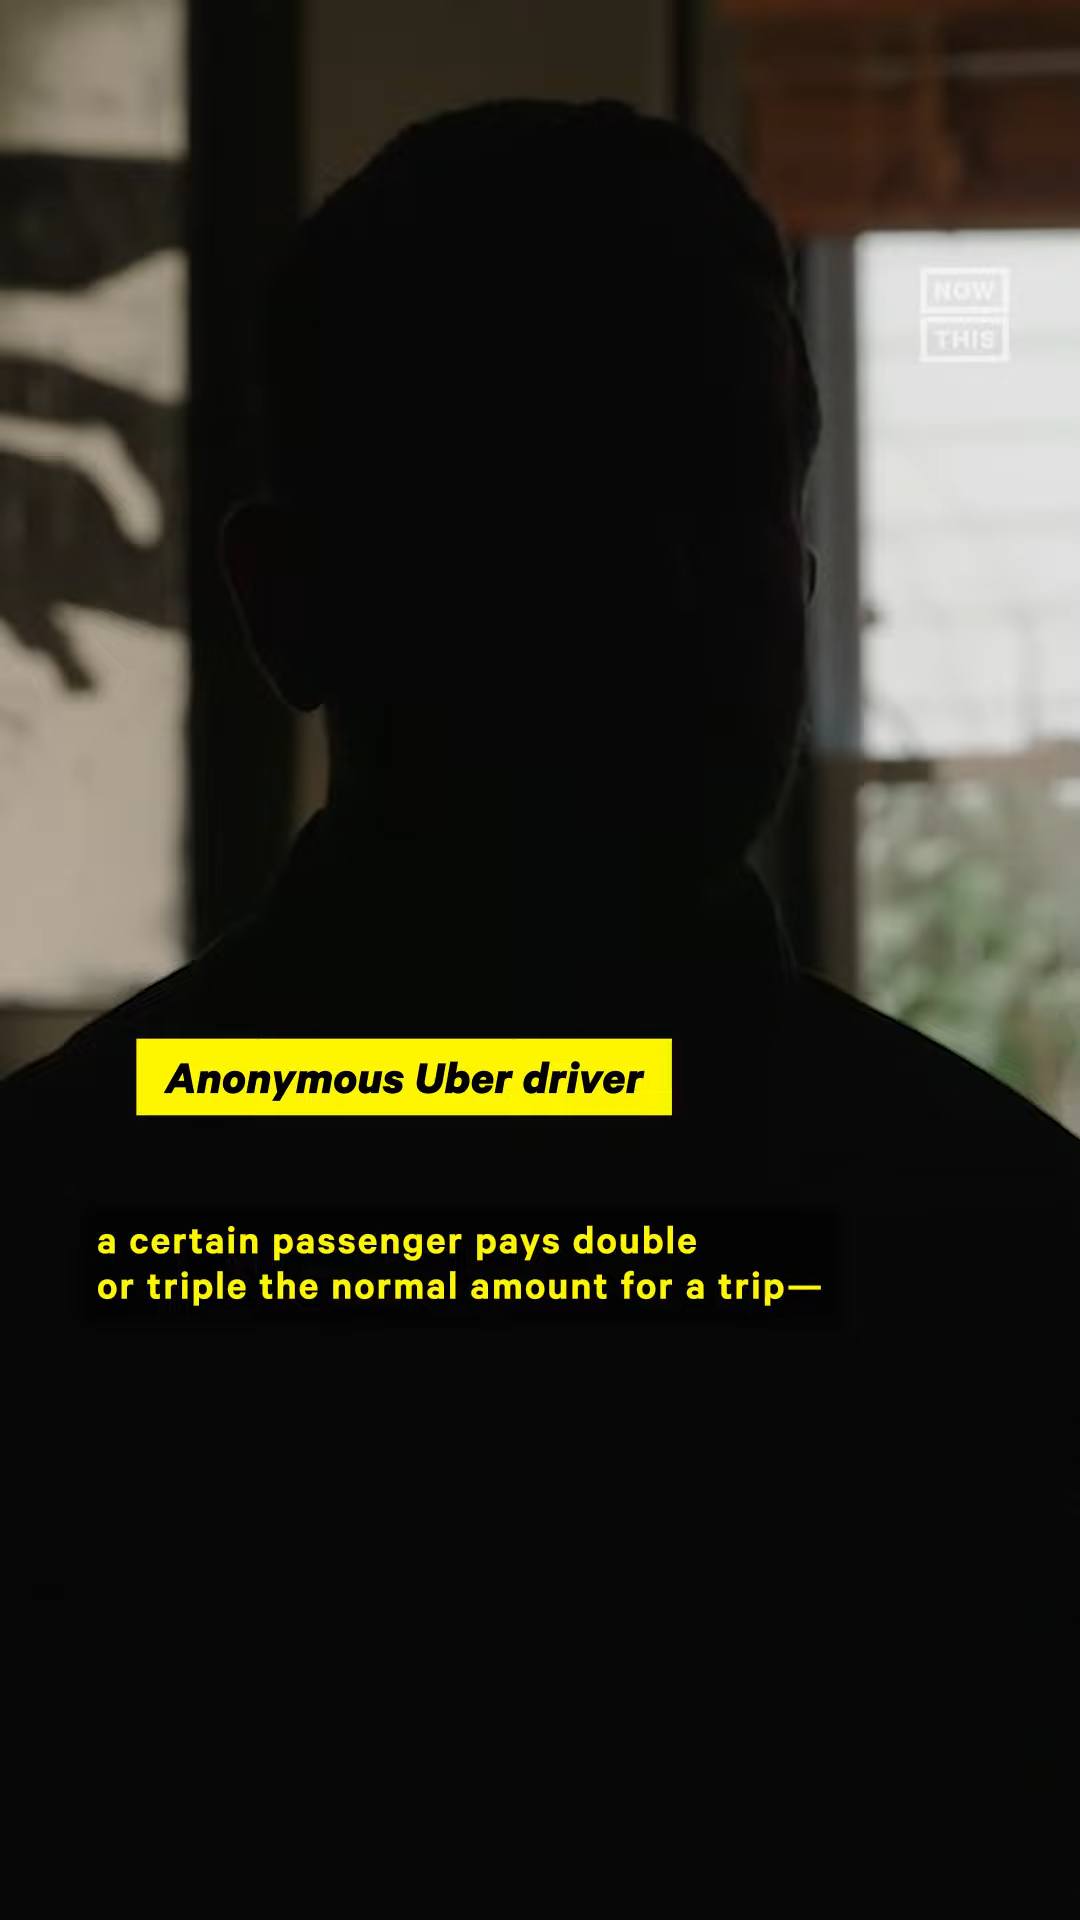 NOW
THIS
Anonymous Uber driver
a certain passenger pays double
or triple the normal amount for a trip—